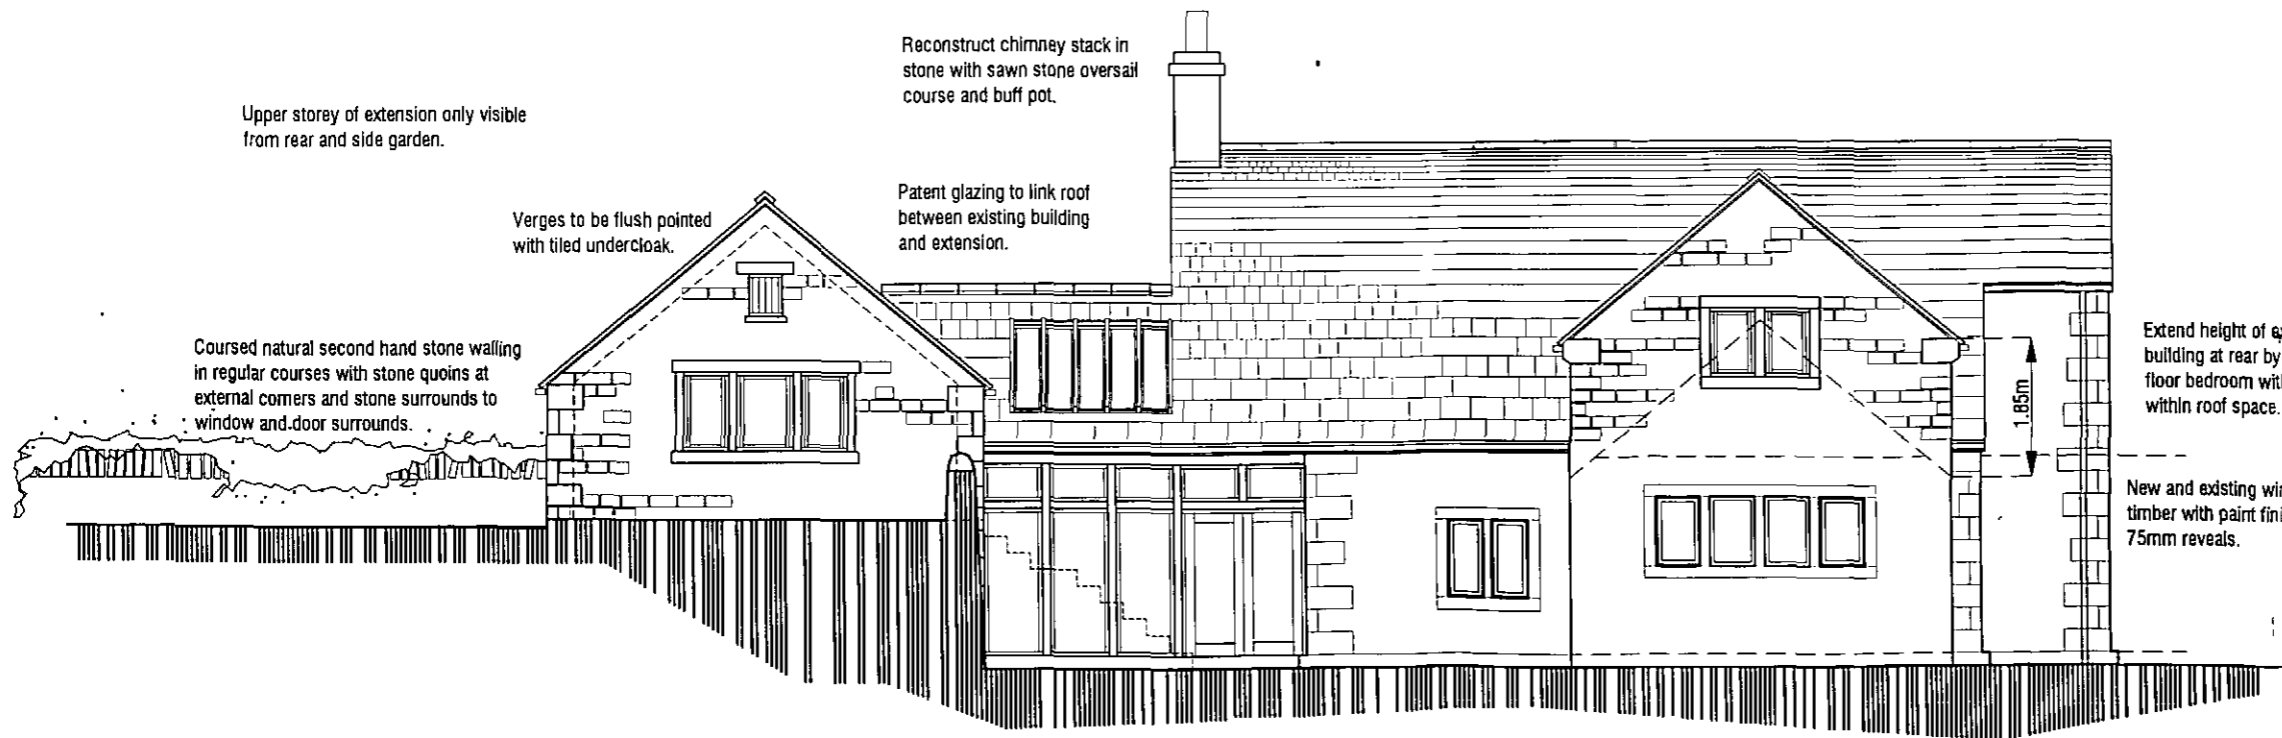 Reconstruct chimney stack in
stone with sawn stone oversail
course and buff pot.
Upper storey of extension only visible
from rear and side garden.
Patent glazing to link roof
between existing building
and extension.
Verges to be flush pointed
with tiled undercloak.
Coursed natural second hand stone walling
in regular courses with stone quoins at
external corners and stone surrounds to
window and door surrounds.
Extend height of
building at rear by
floor bedroom
within roof space.
1.85m
New and existing
timber with paint
75mm reveals.